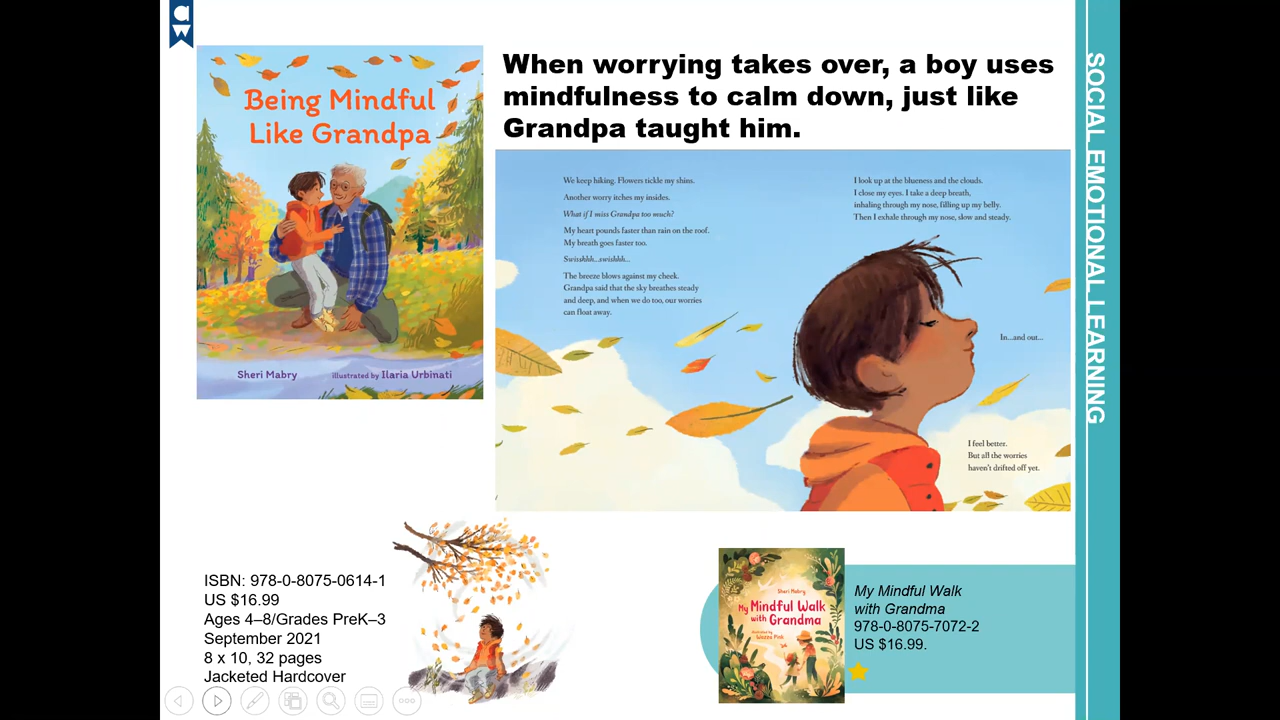 aw
Being Mindful
Like Grandpa
Sheri Mabry
illustrated by Ilaria Urbinati
When worrying takes over, a boy uses
mindfulness to calm down, just like
Grandpa taught him.
We keep hiking. Flowers tickle my shins.
Another worry itches my insides.
What if I miss Grandpa too much?
My heart pounds faster than rain on the roof.
My breath goes faster too.
Swisshhh...swishhh...
The breeze blows against my cheek.
Grandpa said that the sky breathes steady
and deep, and when we do too, our worries
can float away.
I look up at the blueness and the clouds.
I close my eyes. I take a deep breath,
inhaling through my nose, filling up my belly.
Then I exhale through my nose, slow and steady.
In...and out...
I feel better.
But all the worries
haven't drifted off yet.
SOCIAL EMOTIONAL LEARNING
ISBN: 978-0-8075-0614-1
US $16.99
Ages 4–8/Grades PreK–3
September 2021
8 x 10, 32 pages
Jacketed Hardcover
Sheri Mabry
My Mindful Walk
with Grandma
illustrated by
Wazza Pink
My Mindful Walk
with Grandma
978-0-8075-7072-2
US $16.99.